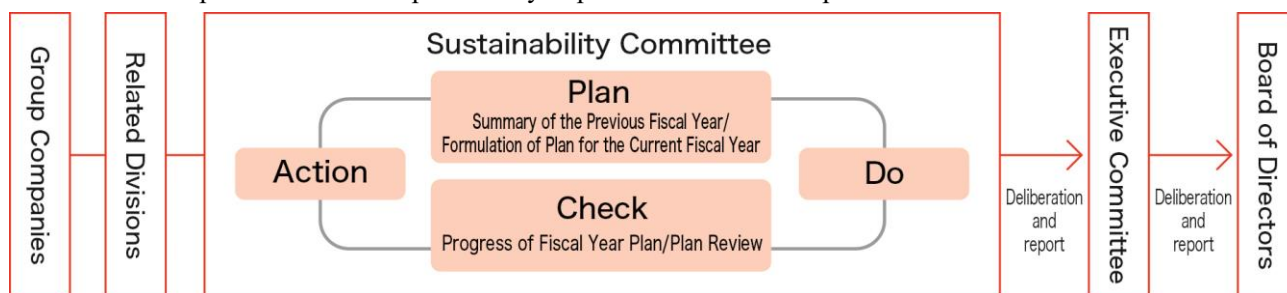 Group Companies
Related Divisions
Sustainability Committee
Plan
Summary of the Previous Fiscal Year/
Formulation of Plan for the Current Fiscal Year
Action
Do
Check
Progress of Fiscal Year Plan/Plan Review
Deliberation
and
report
Executive Committee
Deliberation
and
report
Board of Directors